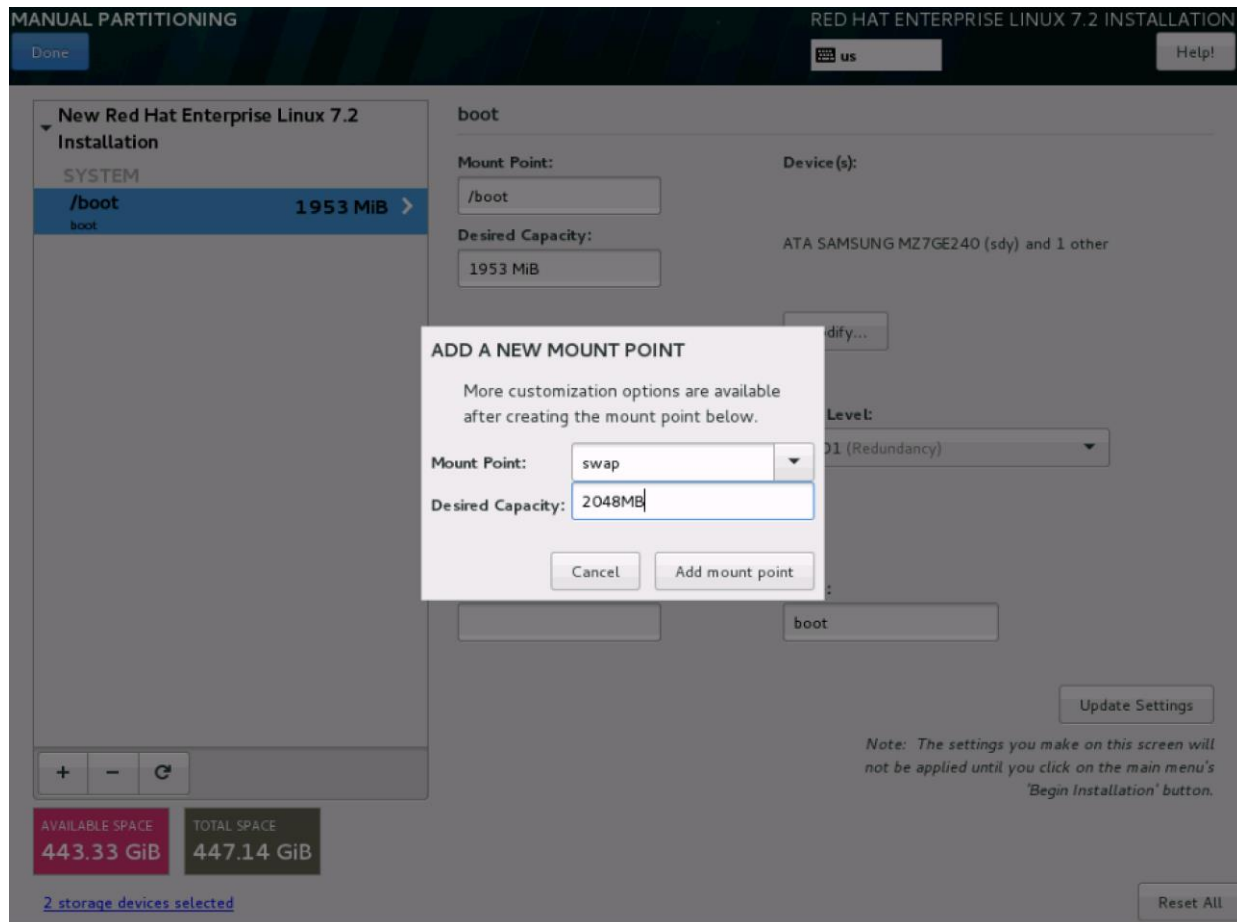 MANUAL PARTITIONING
RED HAT ENTERPRISE LINUX 7.2 INSTALLATION
Done
us
Help!
New Red Hat Enterprise Linux 7.2
Installation
SYSTEM
/boot
1953 MiB
boot
boot
Mount Point:
Device(s):
/boot
Desired Capacity:
ATA SAMSUNG MZ7GE240 (sdy) and 1 other
1953 MiB
dify...
ADD A NEW MOUNT POINT
More customization options are available
after creating the mount point below.
Level:
Mount Point:
swap
(Redundancy)
Desired Capacity:
2048MB
Cancel
Add mount point
boot
Update Settings
Note: The settings you make on this screen will
not be applied until you click on the main menu's
'Begin Installation' button.
+ -
AVAILABLE SPACE
443.33 GiB
TOTAL SPACE
447.14 GiB
2 storage devices selected
Reset All